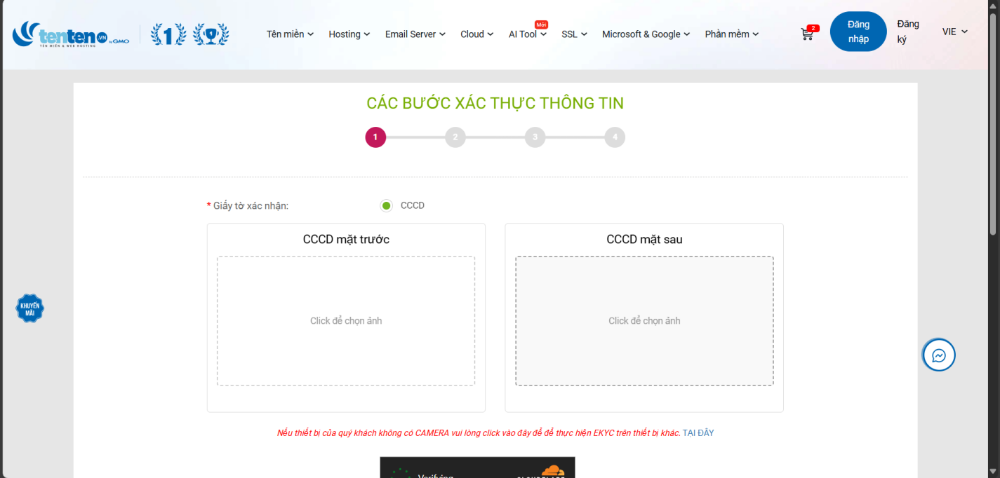 tenten .VN by GMO
TÊN MIỀN & WEB HOSTING
1
Tên miền
Hosting
Email Server
Cloud
AI Tool
Mới
SSL
Microsoft & Google
Phần mềm
2
Đăng nhập
Đăng ký
VIE
CÁC BƯỚC XÁC THỰC THÔNG TIN
1 2 3 4
* Giấy tờ xác nhận:
CCCD
CCCD mặt trước
Click để chọn ảnh
CCCD mặt sau
Click để chọn ảnh
KHUYẾN
MÃI
Nếu thiết bị của quý khách không có CAMERA vui lòng click vào đây để để thực hiện EKYC trên thiết bị khác. TẠI ĐÂY
Verifying